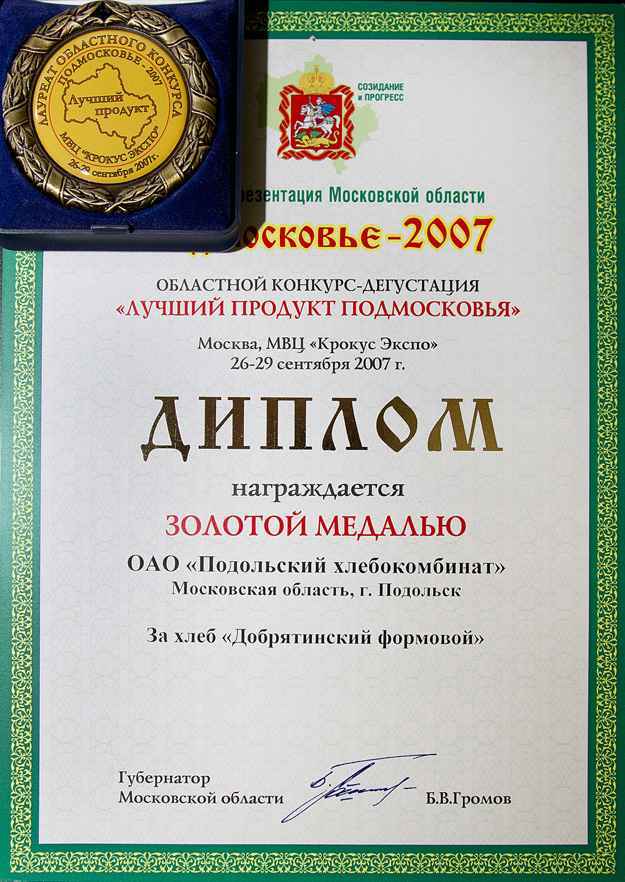 ЛАУРЕАТ ОБЛАСТНОГО КОНКУРСА
ПОДМОСКОВЬЕ - 2007
Лучший
продукт
МВЦ "КРОКУС ЭКСПО"
26-29 сентября 2007г.
СОЗИДАНИЕ
и ПРОГРЕСС
Московской области
-2007
ОБЛАСТНОЙ КОНКУРС-ДЕГУСТАЦИЯ
«ЛУЧШИЙ ПРОДУКТ ПОДМОСКОВЬЯ»
Москва, МВЦ «Крокус Экспо»
26-29 сентября 2007 г.
ДИПЛОМ
награждается
ЗОЛОТОЙ МЕДАЛЬЮ
ОАО «Подольский хлебокомбинат»
Московская область, г. Подольск
За хлеб «Добрятинский формовой»
Губернатор
Московской области Б.В.Громов